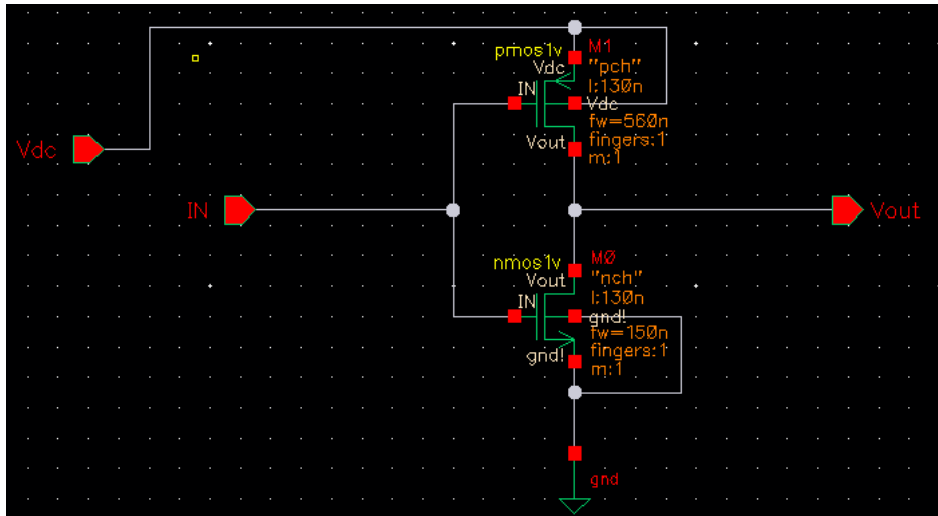 pmos1v
M1
Vdc
"pch"
IN
l:130n
Vdc
fw=560n
fingers:1
Vout
m:1
Vdc
IN
Vout
nmos1v
M0
Vout
"nch"
IN
l:130n
gnd!
fw=150n
gnd!
fingers:1
m:1
gnd